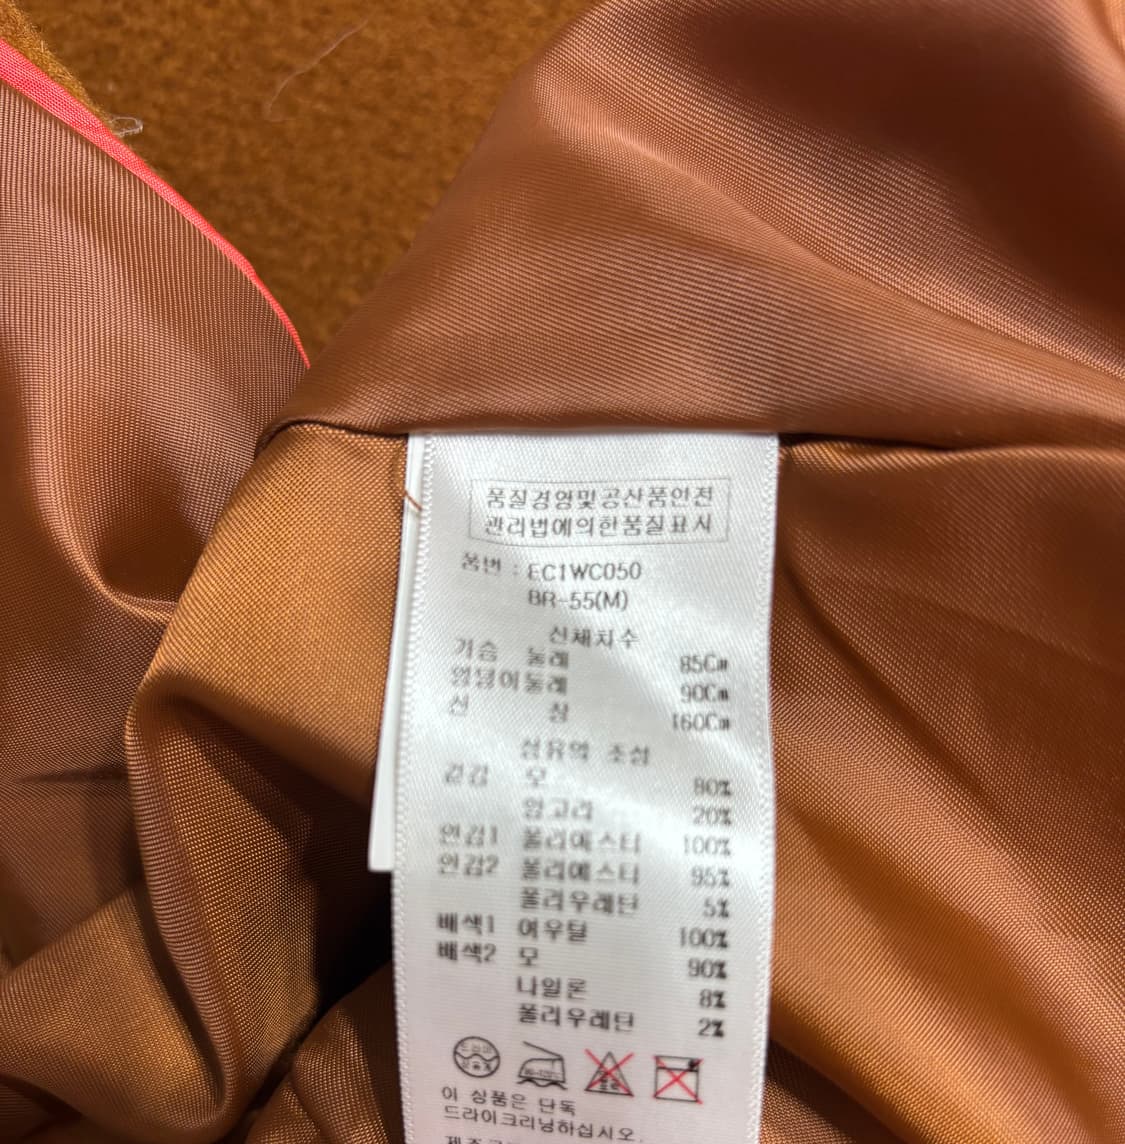 품질경영및공산품안전
관리법에의한품질표시
품번 : EC1WC050
BR-55(M)
신체치수
가슴 둘레 85Cm
엉덩이둘레 90Cm
신 장 160Cm
섬유의 조성
겉감 모 80%
앙고라 20%
안감1 폴리에스터 100%
안감2 폴리에스터 95%
폴리우레탄 5%
배색1 여우털 100%
배색2 모 90%
나일론 8%
폴리우레탄 2%
드라이
이 상품은 단독
드라이크리닝하십시오.